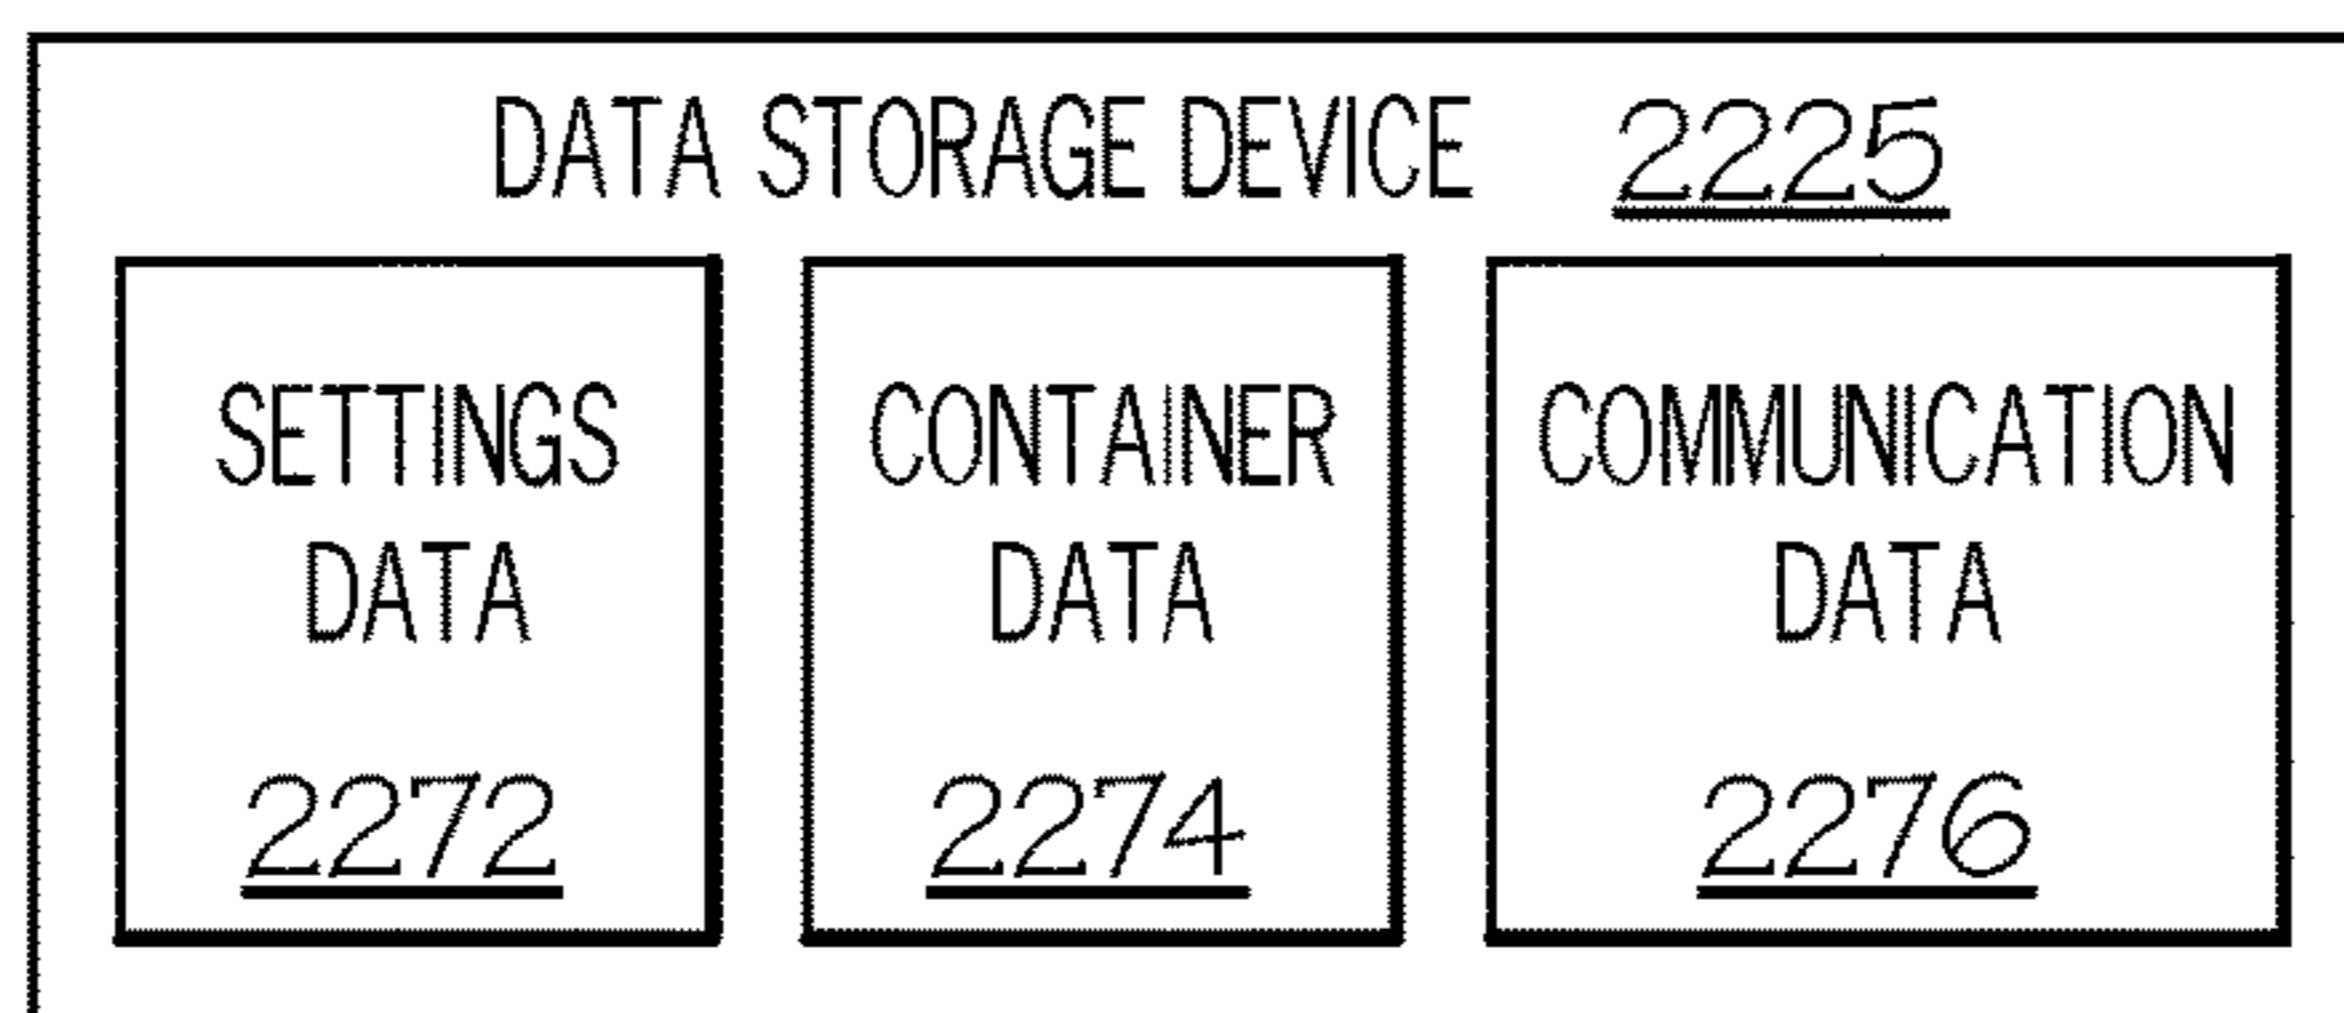 DATA STORAGE DEVICE 2225
SETTINGS
DATA
2272
CONTAINER
DATA
2274
COMMUNICATION
DATA
2276